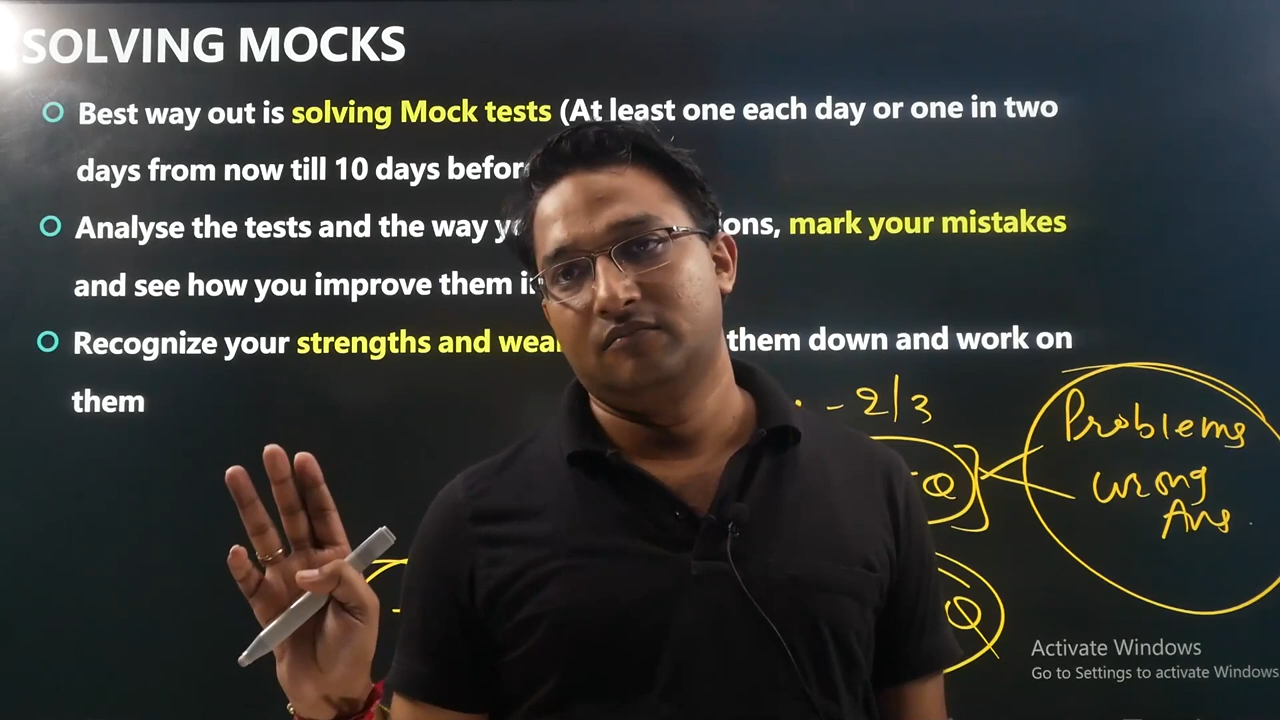 SOLVING MOCKS
Best way out is solving Mock tests (At least one each day or one in two
days from now till 10 days befor
Analyse the tests and the way y ons, mark your mistakes
and see how you improve them i
Recognize your strengths and wea them down and work on
them
- 2/3
Problems
wrong
Ans.
Q
Q
Activate Windows
Go to Settings to activate Windows